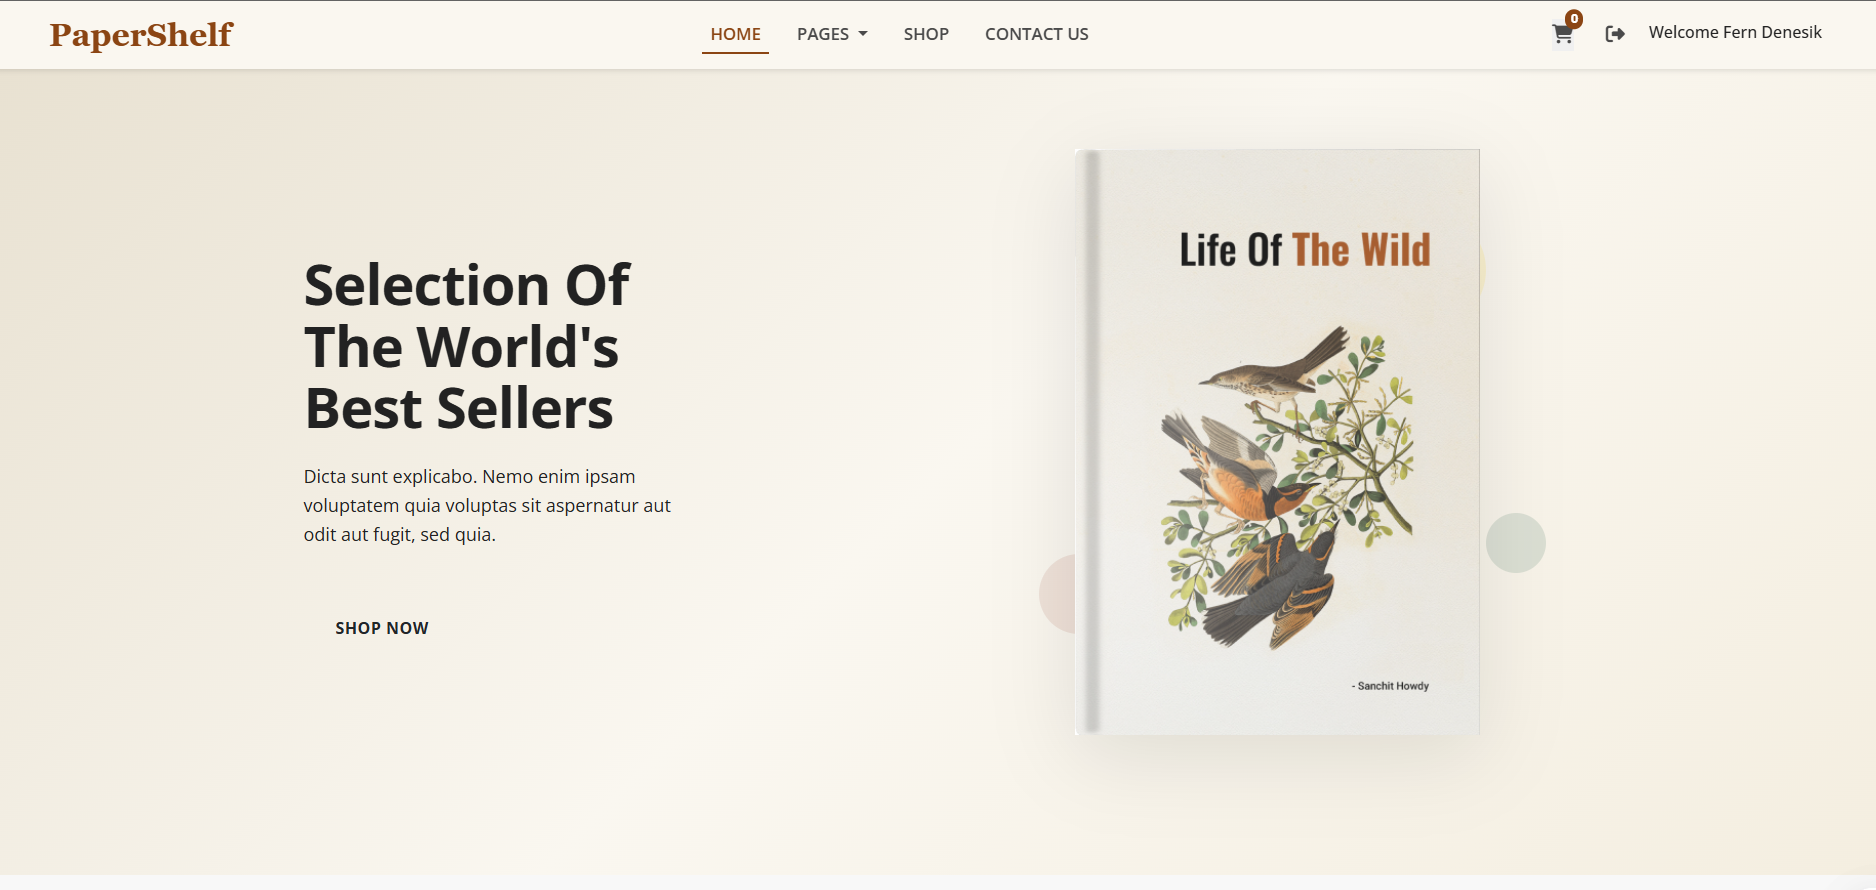 PaperShelf
HOME PAGES SHOP CONTACT US
0
Welcome Fern Denesik
Selection Of
The World's
Best Sellers
Dicta sunt explicabo. Nemo enim ipsam
voluptatem quia voluptas sit aspernatur aut
odit aut fugit, sed quia.
SHOP NOW
Life Of The Wild
- Sanchit Howdy